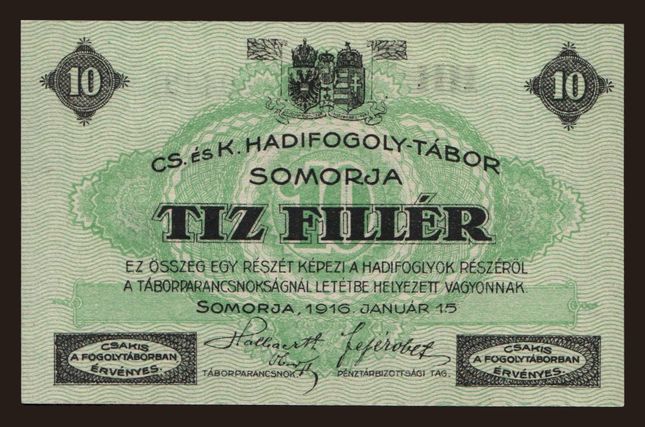 10
10
CS. ÉS K. HADIFOGOLY-TÁBOR
SOMORJA
10
TIZ FILLÉR
EZ ÖSSZEG EGY RÉSZÉT KÉPEZI A HADIFOGLYOK RÉSZÉRŐL
A TÁBORPARANCSNOKSÁGNÁL LETÉTBE HELYEZETT VAGYONNAK.
SOMORJA, 1916. JANUÁR 15
CSAKIS
A FOGOLYTÁBORBAN
ÉRVÉNYES.
TÁBORPARANCSNOK.
PÉNZTÁRBIZOTTSÁGI TAG.
CSAKIS
A FOGOLYTÁBORBAN
ÉRVÉNYES.